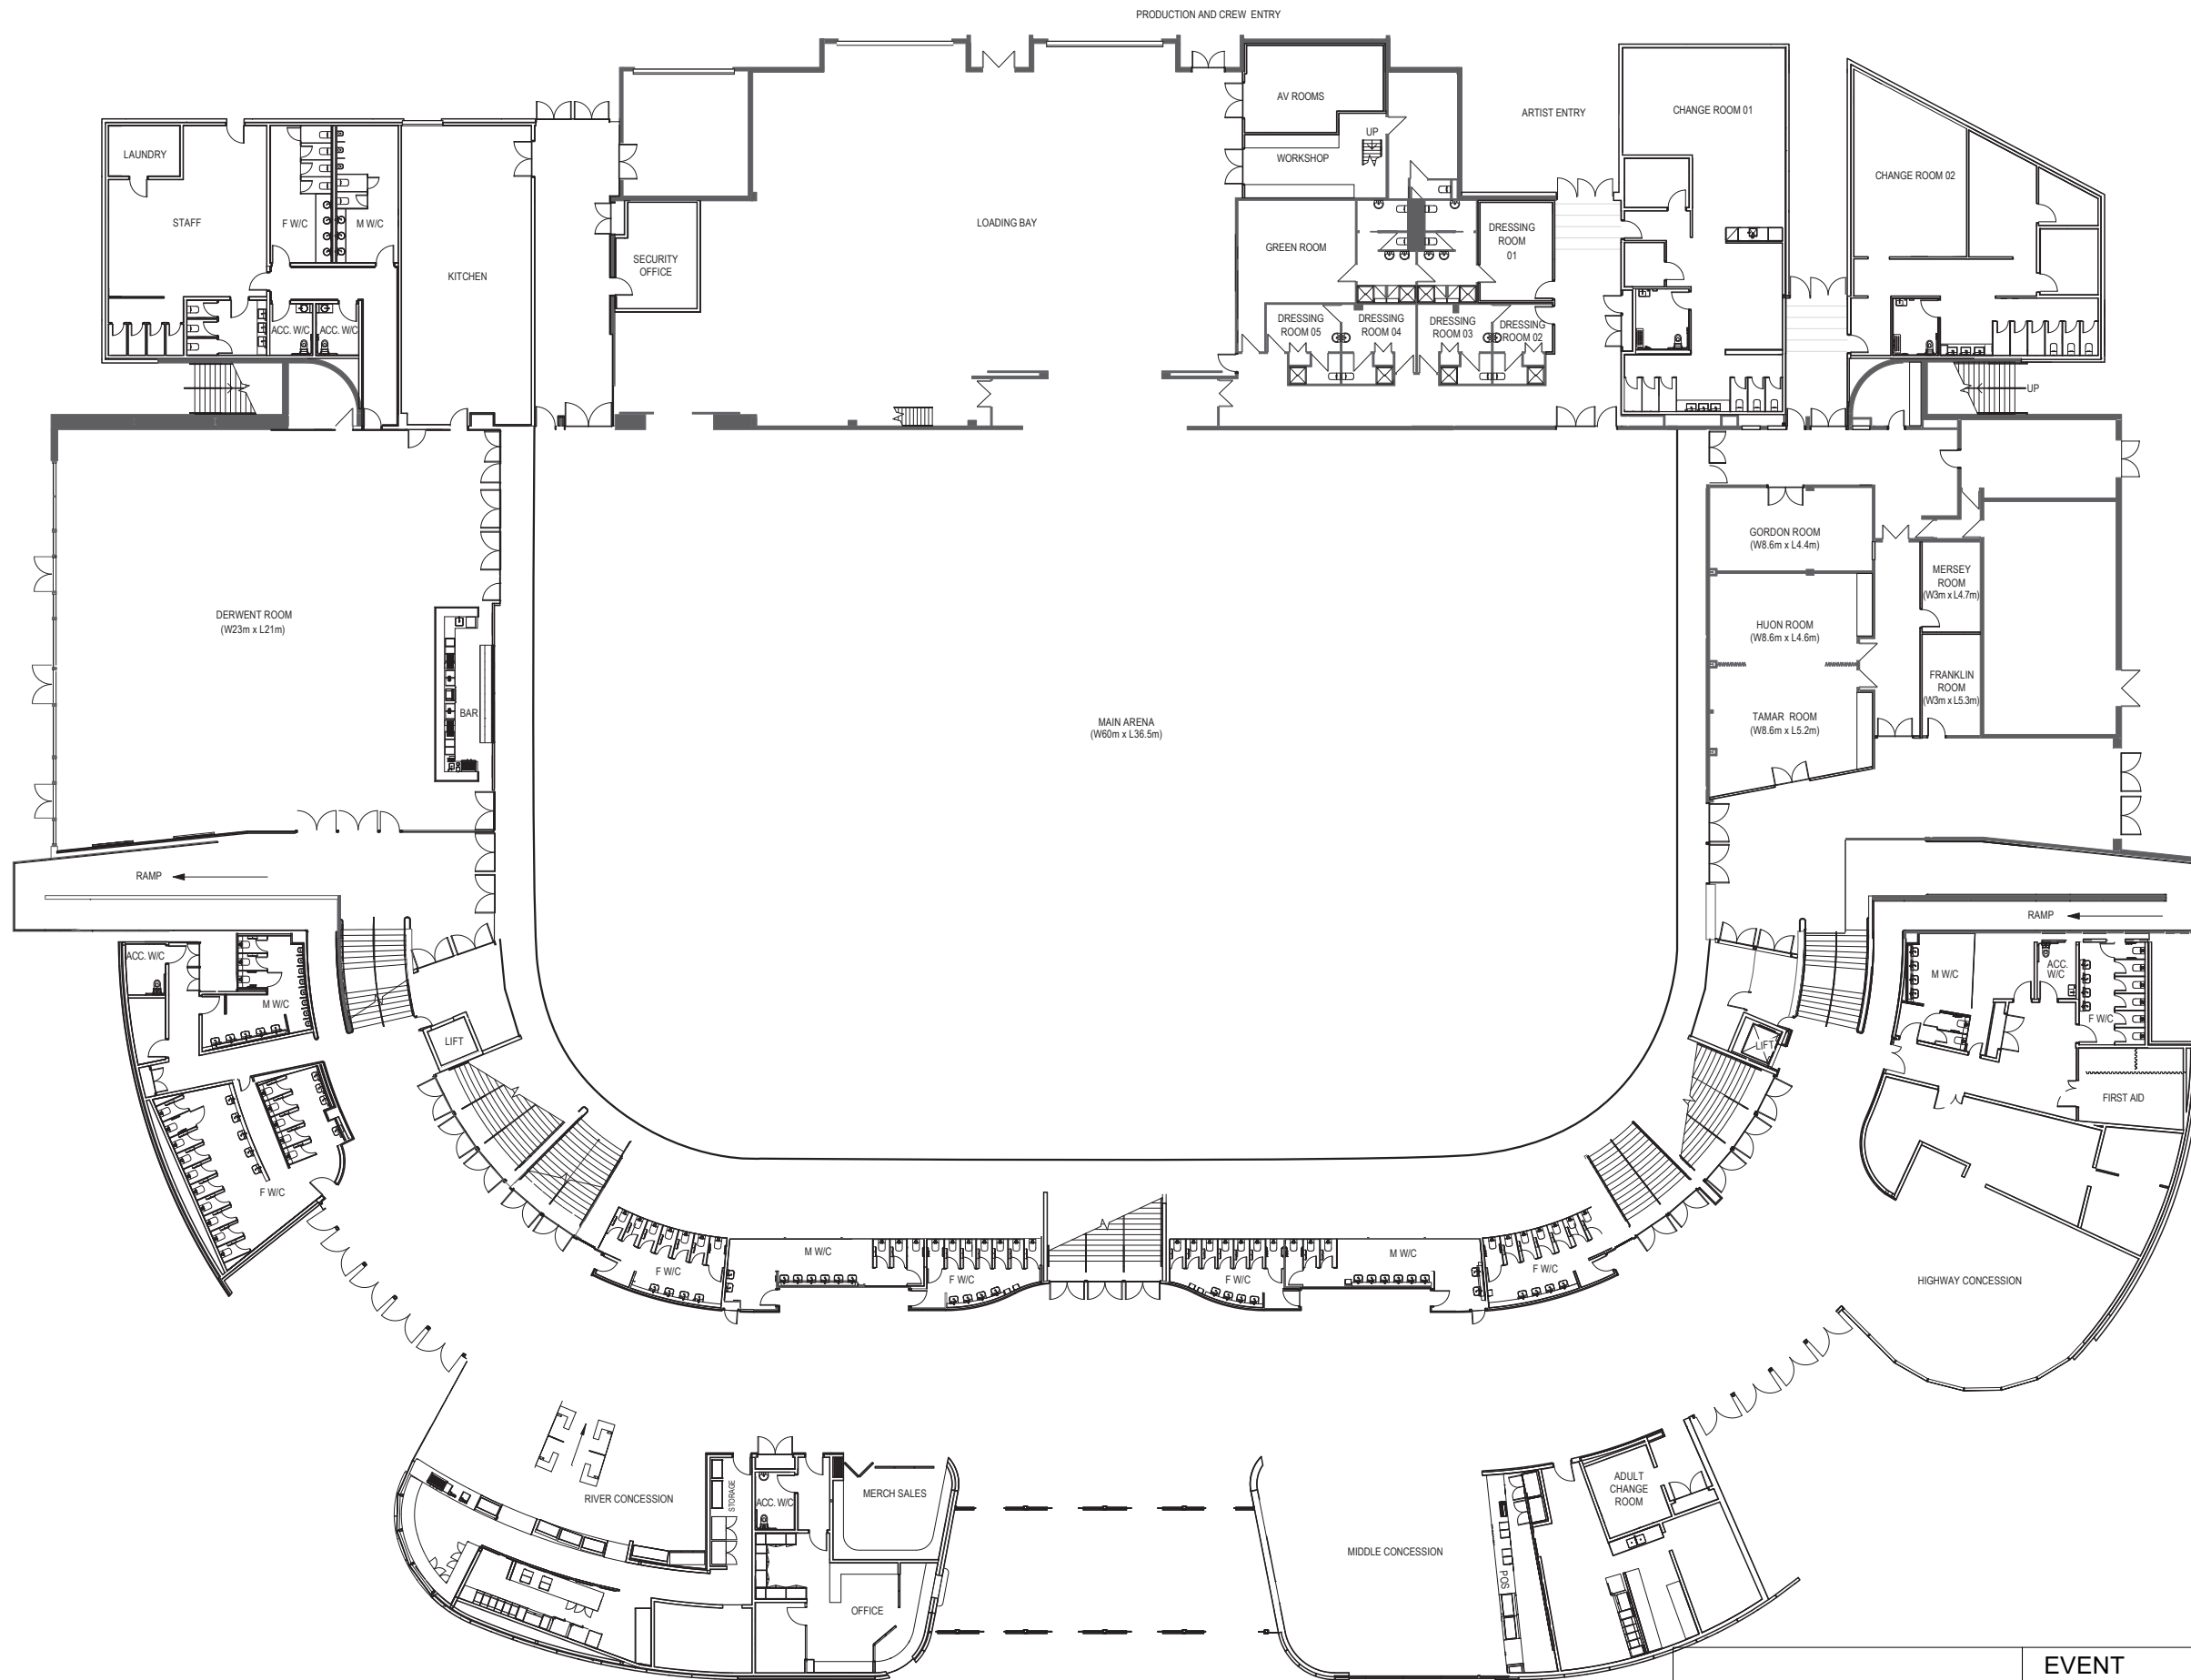 PRODUCTION AND CREW ENTRY
AV ROOMS
ARTIST ENTRY
CHANGE ROOM 01
UP
LAUNDRY
WORKSHOP
CHANGE ROOM 02
STAFF
F W/C
M W/C
LOADING BAY
DRESSING
ROOM
01
GREEN ROOM
KITCHEN
SECURITY
OFFICE
ACC. W/C
ACC. W/C
DRESSING
ROOM 05
DRESSING
ROOM 04
DRESSING
ROOM 03
DRESSING
ROOM 02
UP
GORDON ROOM
(W8.6m x L4.4m)
MERSEY
ROOM
(W3m x L4.7m)
DERWENT ROOM
(W23m x L21m)
HUON ROOM
(W8.6m x L4.6m)
FRANKLIN
ROOM
(W3m x L5.3m)
BAR
MAIN ARENA
(W60m x L36.5m)
TAMAR ROOM
(W8.6m x L5.2m)
RAMP
RAMP
ACC. W/C
M W/C
M W/C
ACC.
W/C
F W/C
LIFT
LIFT
FIRST AID
F W/C
M W/C
M W/C
F W/C
F W/C
F W/C
F W/C
HIGHWAY CONCESSION
RIVER CONCESSION
STORAGE
ACC. W/C
MERCH SALES
ADULT
CHANGE
ROOM
MIDDLE CONCESSION
POS
OFFICE
EVENT